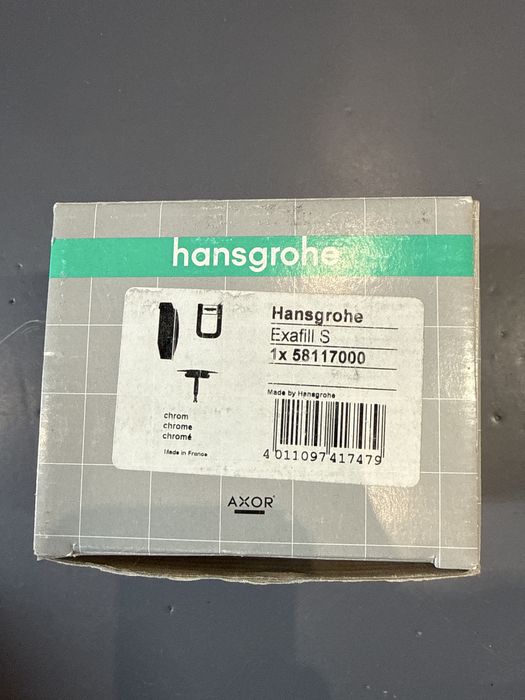 hansgrohe
Hansgrohe
Exafill S
1x 58117000
Made by Hansgrohe
chrom
chrome
chromé
Made in France
4 011097 417479
AXOR